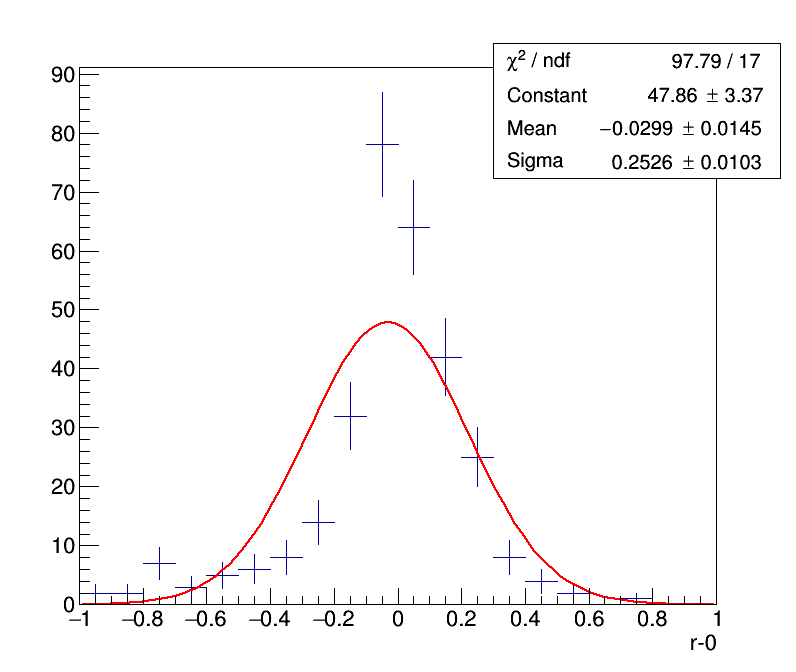 χ² / ndf 97.79 / 17
Constant 47.86 ± 3.37
Mean −0.0299 ± 0.0145
Sigma 0.2526 ± 0.0103
90
80
70
60
50
40
30
20
10
0
−1 −0.8 −0.6 −0.4 −0.2 0 0.2 0.4 0.6 0.8 1
r-0